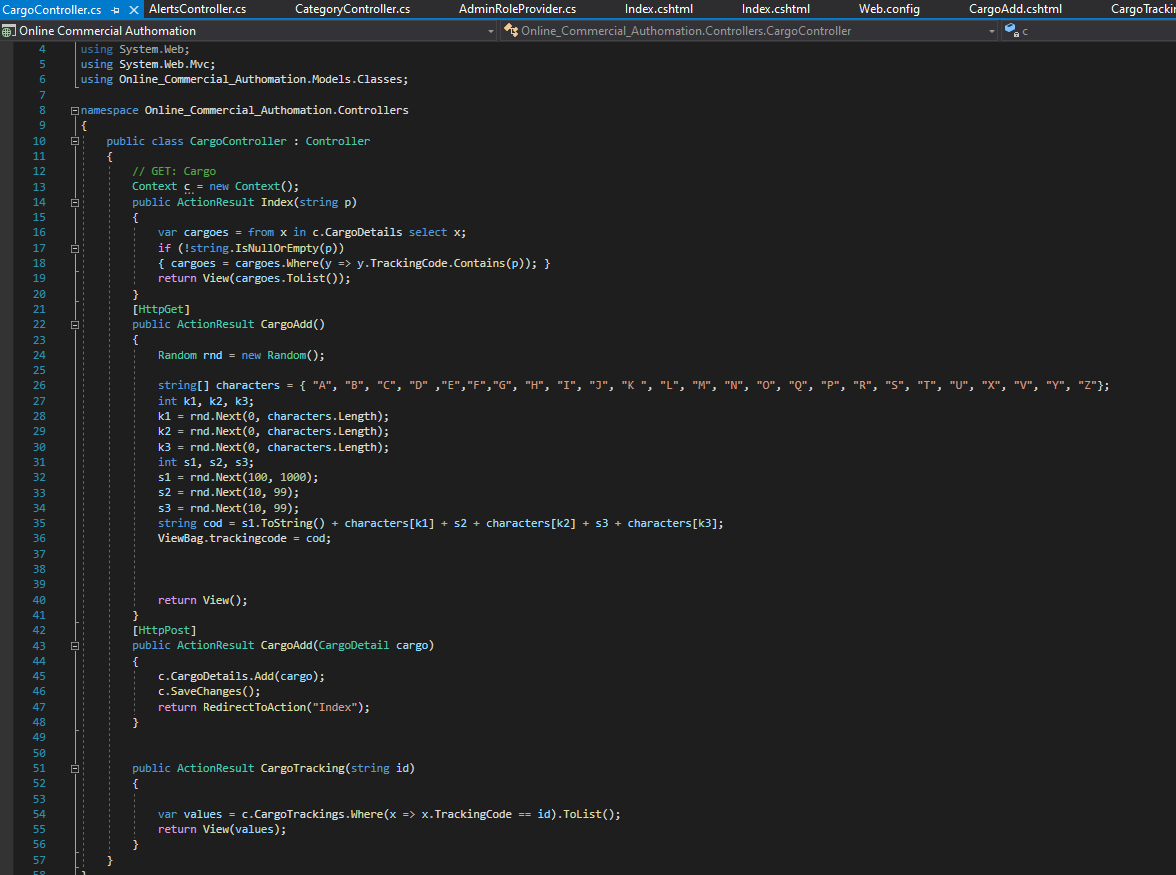 CargoController.cs AlertsController.cs CategoryController.cs AdminRoleProvider.cs Index.cshtml Index.cshtml Web.config CargoAdd.cshtml CargoTrackin
Online Commercial Authomation Online_Commercial_Authomation.Controllers.CargoController c
4 using System.Web;
5 using System.Web.Mvc;
6 using Online_Commercial_Authomation.Models.Classes;
7
8 namespace Online_Commercial_Authomation.Controllers
9 {
10 public class CargoController : Controller
11 {
12 // GET: Cargo
13 Context c = new Context();
14 public ActionResult Index(string p)
15 {
16 var cargoes = from x in c.CargoDetails select x;
17 if (!string.IsNullOrEmpty(p))
18 { cargoes = cargoes.Where(y => y.TrackingCode.Contains(p)); }
19 return View(cargoes.ToList());
20 }
21 [HttpGet]
22 public ActionResult CargoAdd()
23 {
24 Random rnd = new Random();
25
26 string[] characters = { "A", "B", "C", "D" ,"E","F","G", "H", "I", "J", "K ", "L", "M", "N", "O", "Q", "P", "R", "S", "T", "U", "X", "V", "Y", "Z"};
27 int k1, k2, k3;
28 k1 = rnd.Next(0, characters.Length);
29 k2 = rnd.Next(0, characters.Length);
30 k3 = rnd.Next(0, characters.Length);
31 int s1, s2, s3;
32 s1 = rnd.Next(100, 1000);
33 s2 = rnd.Next(10, 99);
34 s3 = rnd.Next(10, 99);
35 string cod = s1.ToString() + characters[k1] + s2 + characters[k2] + s3 + characters[k3];
36 ViewBag.trackingcode = cod;
37
38
39
40 return View();
41 }
42 [HttpPost]
43 public ActionResult CargoAdd(CargoDetail cargo)
44 {
45 c.CargoDetails.Add(cargo);
46 c.SaveChanges();
47 return RedirectToAction("Index");
48 }
49
50
51 public ActionResult CargoTracking(string id)
52 {
53
54 var values = c.CargoTrackings.Where(x => x.TrackingCode == id).ToList();
55 return View(values);
56 }
57 }
58 }